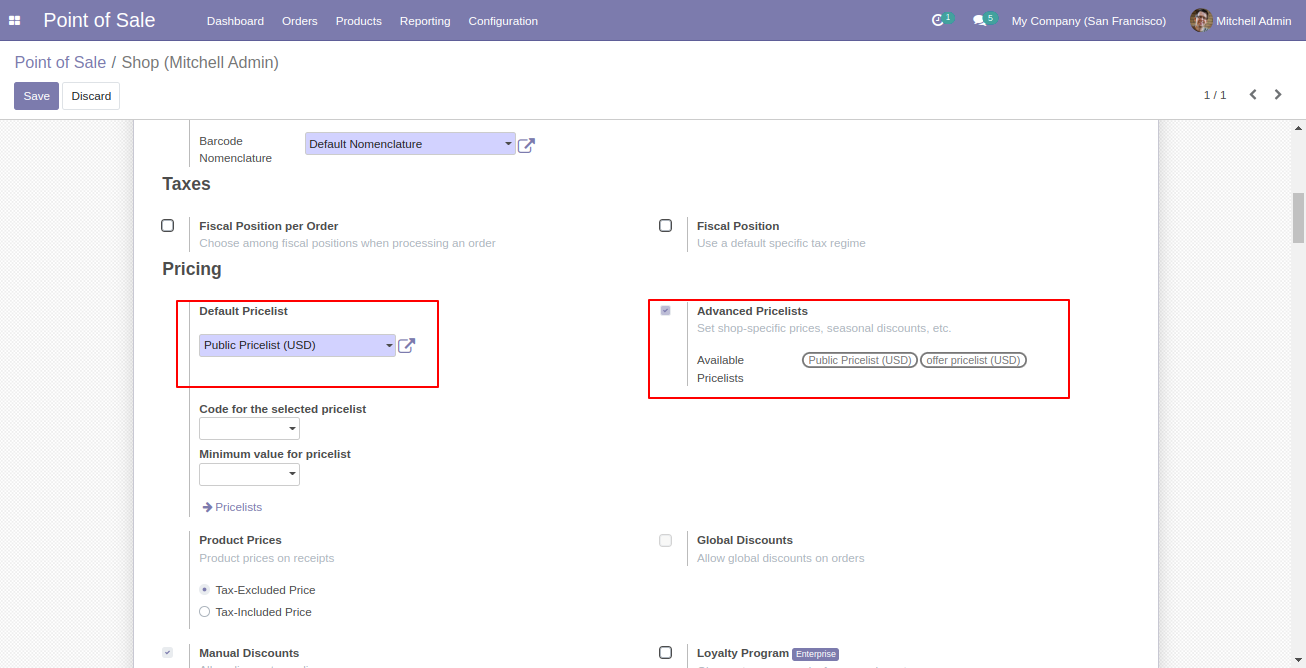 Point of Sale Dashboard Orders Products Reporting Configuration 1 5 My Company (San Francisco) Mitchell Admin
Point of Sale / Shop (Mitchell Admin)
Save Discard 1 / 1
Barcode Nomenclature Default Nomenclature
Taxes
Fiscal Position per Order
Choose among fiscal positions when processing an order
Fiscal Position
Use a default specific tax regime
Pricing
Default Pricelist
Public Pricelist (USD)
Advanced Pricelists
Set shop-specific prices, seasonal discounts, etc.
Available Pricelists Public Pricelist (USD) offer pricelist (USD)
Code for the selected pricelist
Minimum value for pricelist
Pricelists
Product Prices
Product prices on receipts
Tax-Excluded Price
Tax-Included Price
Global Discounts
Allow global discounts on orders
Manual Discounts
Loyalty Program Enterprise